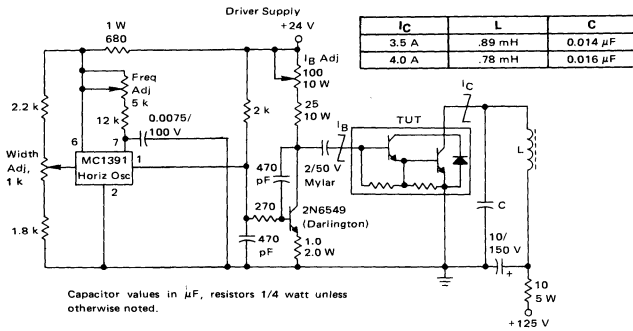 Driver Supply
+24 V
1 W
680
IC L C
3.5 A .89 mH 0.014 μF
4.0 A .78 mH 0.016 μF
Freq
Adj
5 k
IB Adj
100
10 W
25
10 W
2.2 k
12 k
0.0075/
100 V
2 k
IB
TUT
IC
6
7
MC1391
Horiz Osc
1
2
Width
Adj,
1 k
470
pF
2/50 V
Mylar
L
270
2N6549
(Darlington)
C
1.8 k
470
pF
1.0
2.0 W
10/
150 V
+
10
5 W
+125 V
Capacitor values in μF, resistors 1/4 watt unless
otherwise noted.